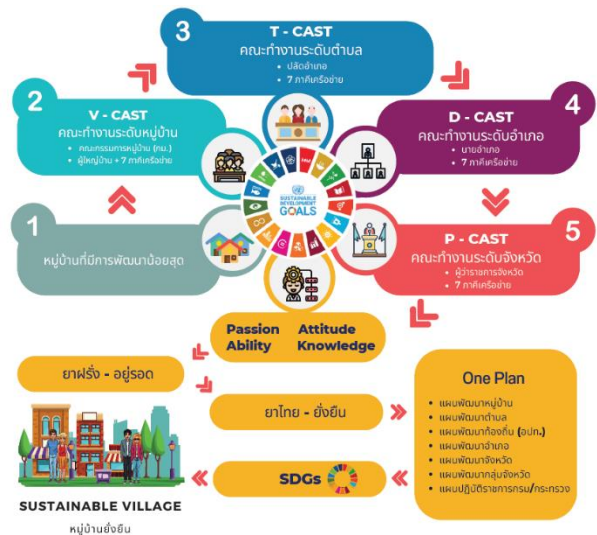 3
T - CAST
คณะทำงานระดับตำบล
• ปลัดอำเภอ
• 7 ภาคีเครือข่าย
2
V - CAST
คณะทำงานระดับหมู่บ้าน
• คณะกรรมการหมู่บ้าน (กม.)
• ผู้ใหญ่บ้าน + 7 ภาคีเครือข่าย
4
D - CAST
คณะทำงานระดับอำเภอ
• นายอำเภอ
• 7 ภาคีเครือข่าย
1
หมู่บ้านที่มีการพัฒนาน้อยสุด
SUSTAINABLE
DEVELOPMENT
GOALS
5
P - CAST
คณะทำงานระดับจังหวัด
• ผู้ว่าราชการจังหวัด
• 7 ภาคีเครือข่าย
Passion Attitude
Ability Knowledge
ยาฝรั่ง - อยู่รอด
ยาไทย - ยั่งยืน
One Plan
• แผนพัฒนาหมู่บ้าน
• แผนพัฒนาตำบล
• แผนพัฒนาท้องถิ่น (อปท.)
• แผนพัฒนาอำเภอ
• แผนพัฒนาจังหวัด
• แผนพัฒนากลุ่มจังหวัด
• แผนปฏิบัติราชการกรม/กระทรวง
SDGs
SUSTAINABLE VILLAGE
หมู่บ้านยั่งยืน